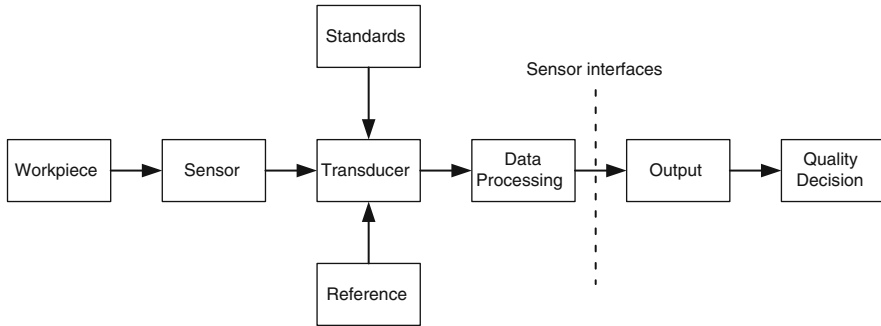 Standards
Sensor interfaces
Workpiece
Sensor
Transducer
Data
Processing
Output
Quality
Decision
Reference